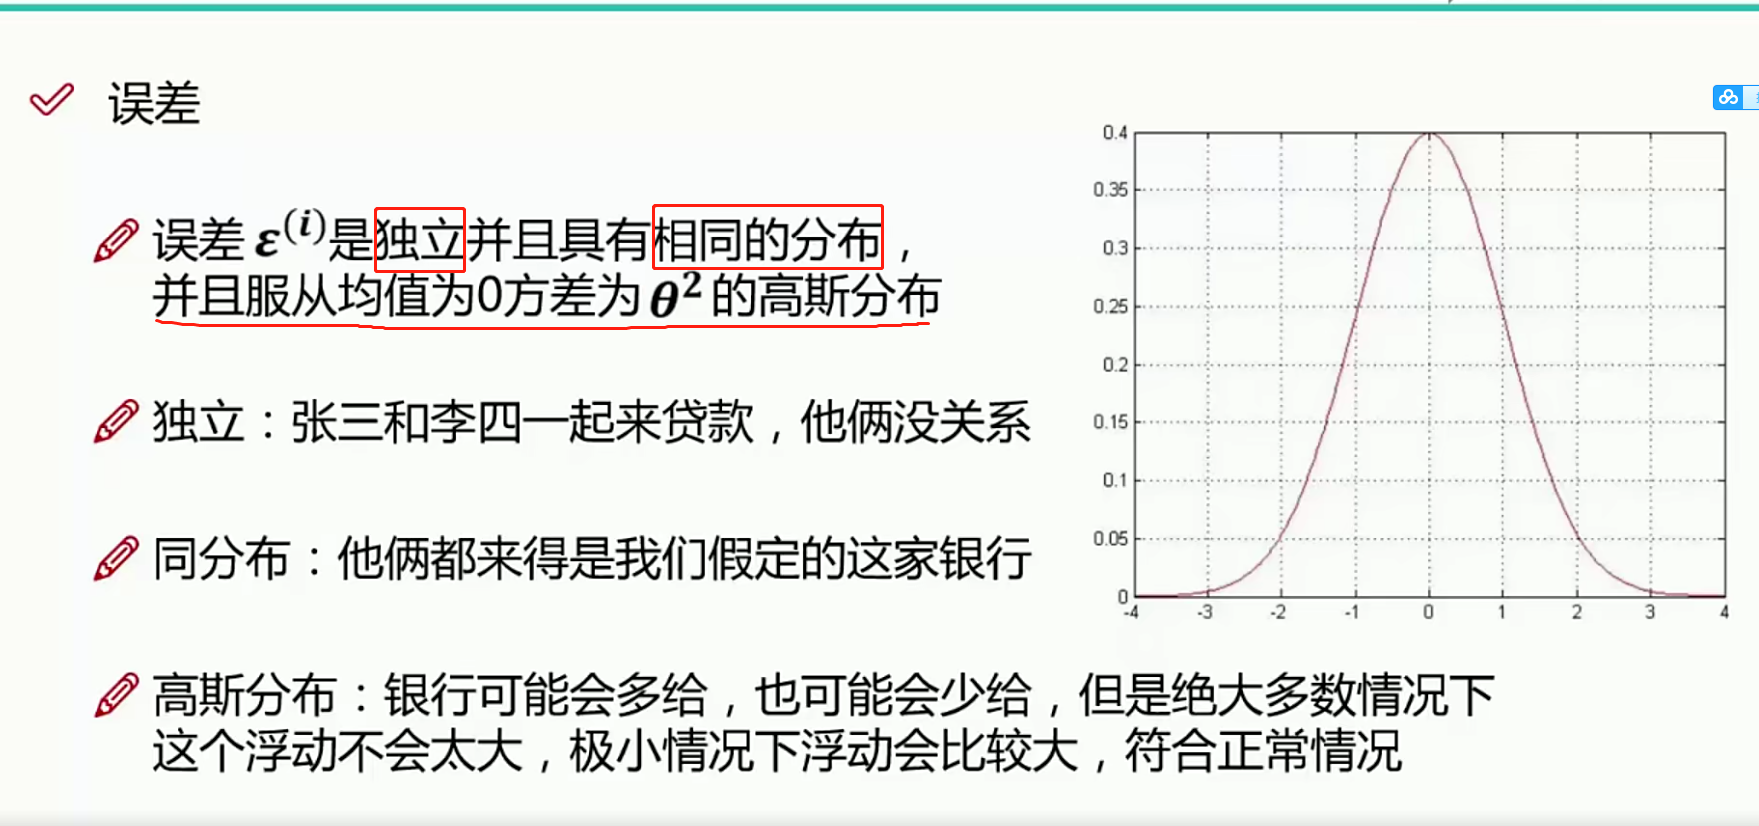 误差
误差 ε⁽ⁱ⁾是独立并且具有相同的分布，
并且服从均值为0方差为 θ² 的高斯分布
独立：张三和李四一起来贷款，他俩没关系
同分布：他俩都来得是我们假定的这家银行
高斯分布：银行可能会多给，也可能会少给，但是绝大多数情况下
这个浮动不会太大，极小情况下浮动会比较大，符合正常情况
0.4
0.35
0.3
0.25
0.2
0.15
0.1
0.05
0
-4 -3 -2 -1 0 1 2 3 4